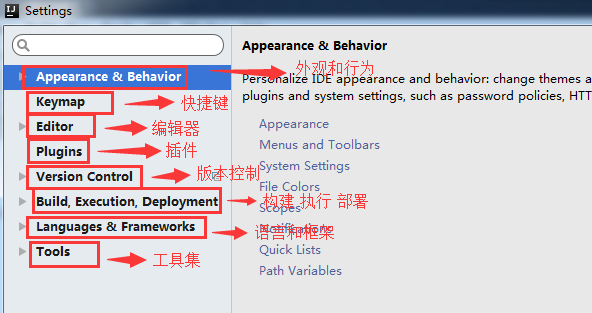 Settings
Appearance & Behavior
外观和行为
Keymap
快捷键
Editor
编辑器
Plugins
插件
Version Control
版本控制
Build, Execution, Deployment
构建 执行 部署
Languages & Frameworks
语言和框架
Tools
工具集
Appearance & Behavior
Personalize IDE appearance and behavior: change themes a
plugins and system settings, such as password policies, HTT
Appearance
Menus and Toolbars
System Settings
File Colors
Scopes
Notifications
Quick Lists
Path Variables